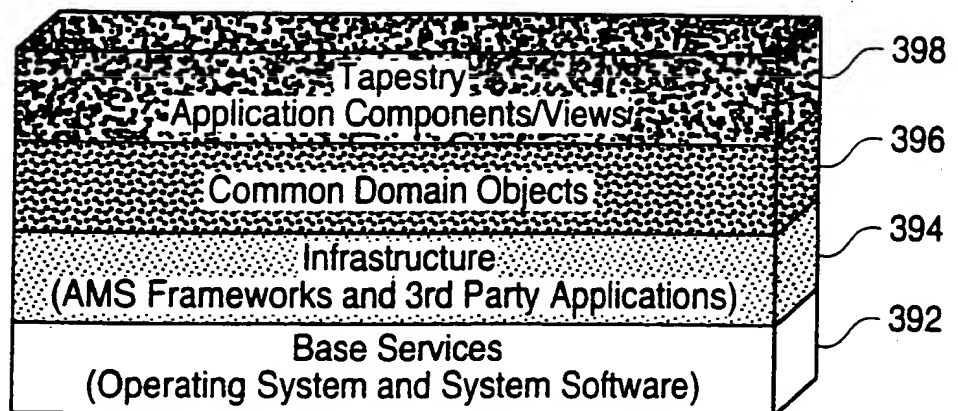 Tapestry
Application Components/Views
398
Common Domain Objects
396
Infrastructure
(AMS Frameworks and 3rd Party Applications)
394
Base Services
(Operating System and System Software)
392